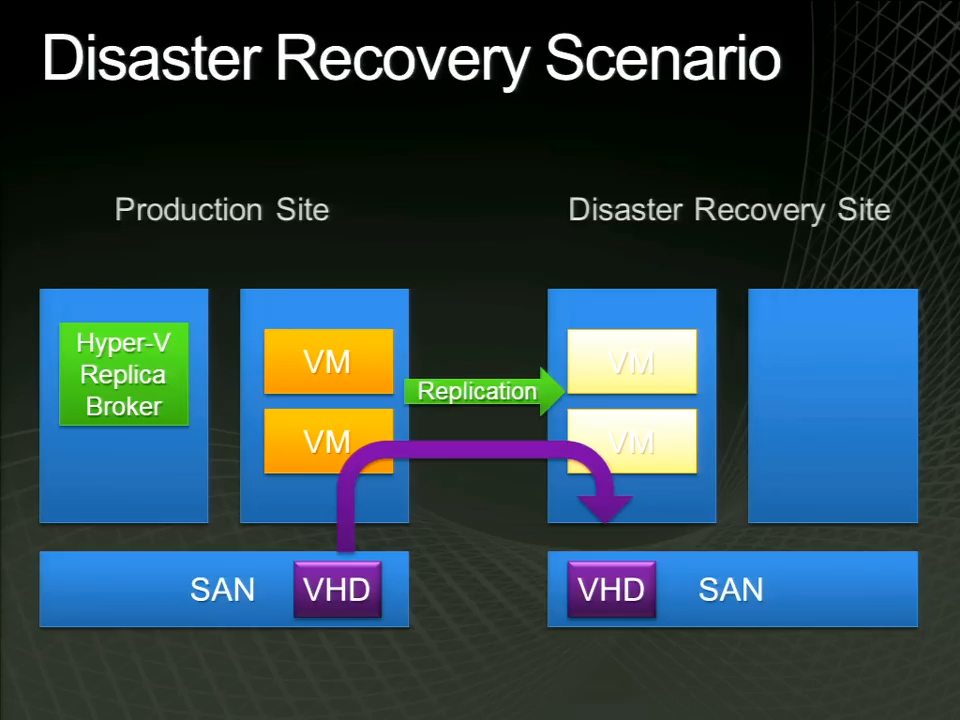 Disaster Recovery Scenario
Production Site
Disaster Recovery Site
Hyper-V
Replica
Broker
VM
VM
Replication
VM
VM
SAN
VHD
VHD
SAN